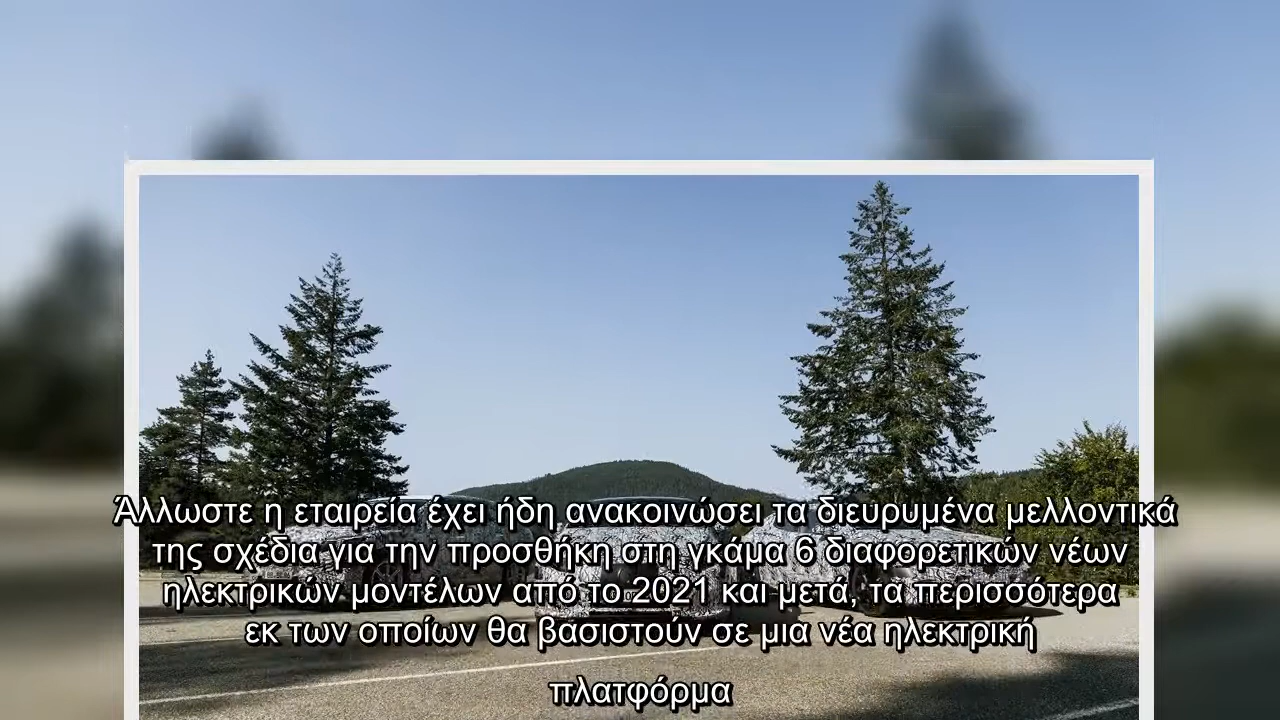 Άλλωστε η εταιρεία έχει ήδη ανακοινώσει τα διευρυμένα μελλοντικά
της σχέδια για την προσθήκη στη γκάμα 6 διαφορετικών νέων
ηλεκτρικών μοντέλων από το 2021 και μετά, τα περισσότερα
εκ των οποίων θα βασιστούν σε μια νέα ηλεκτρική
πλατφόρμα